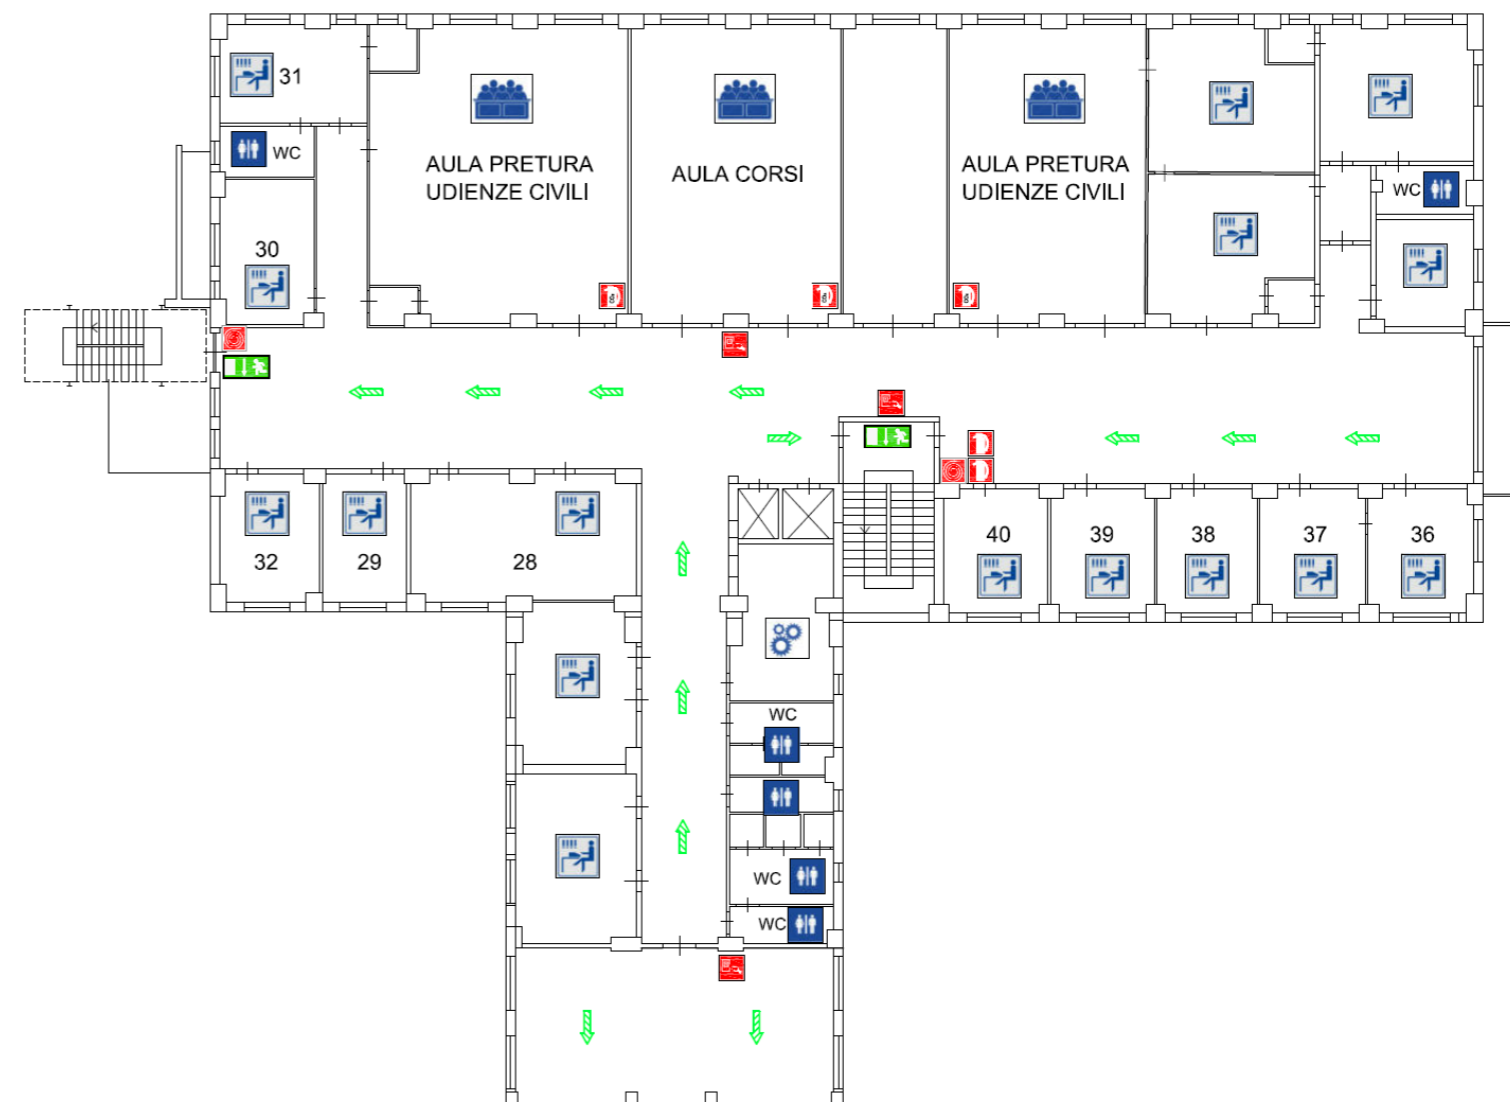 31
WC
AULA PRETURA
UDIENZE CIVILI
AULA CORSI
AULA PRETURA
UDIENZE CIVILI
WC
30
32
29
28
40
39
38
37
36
WC
WC
WC